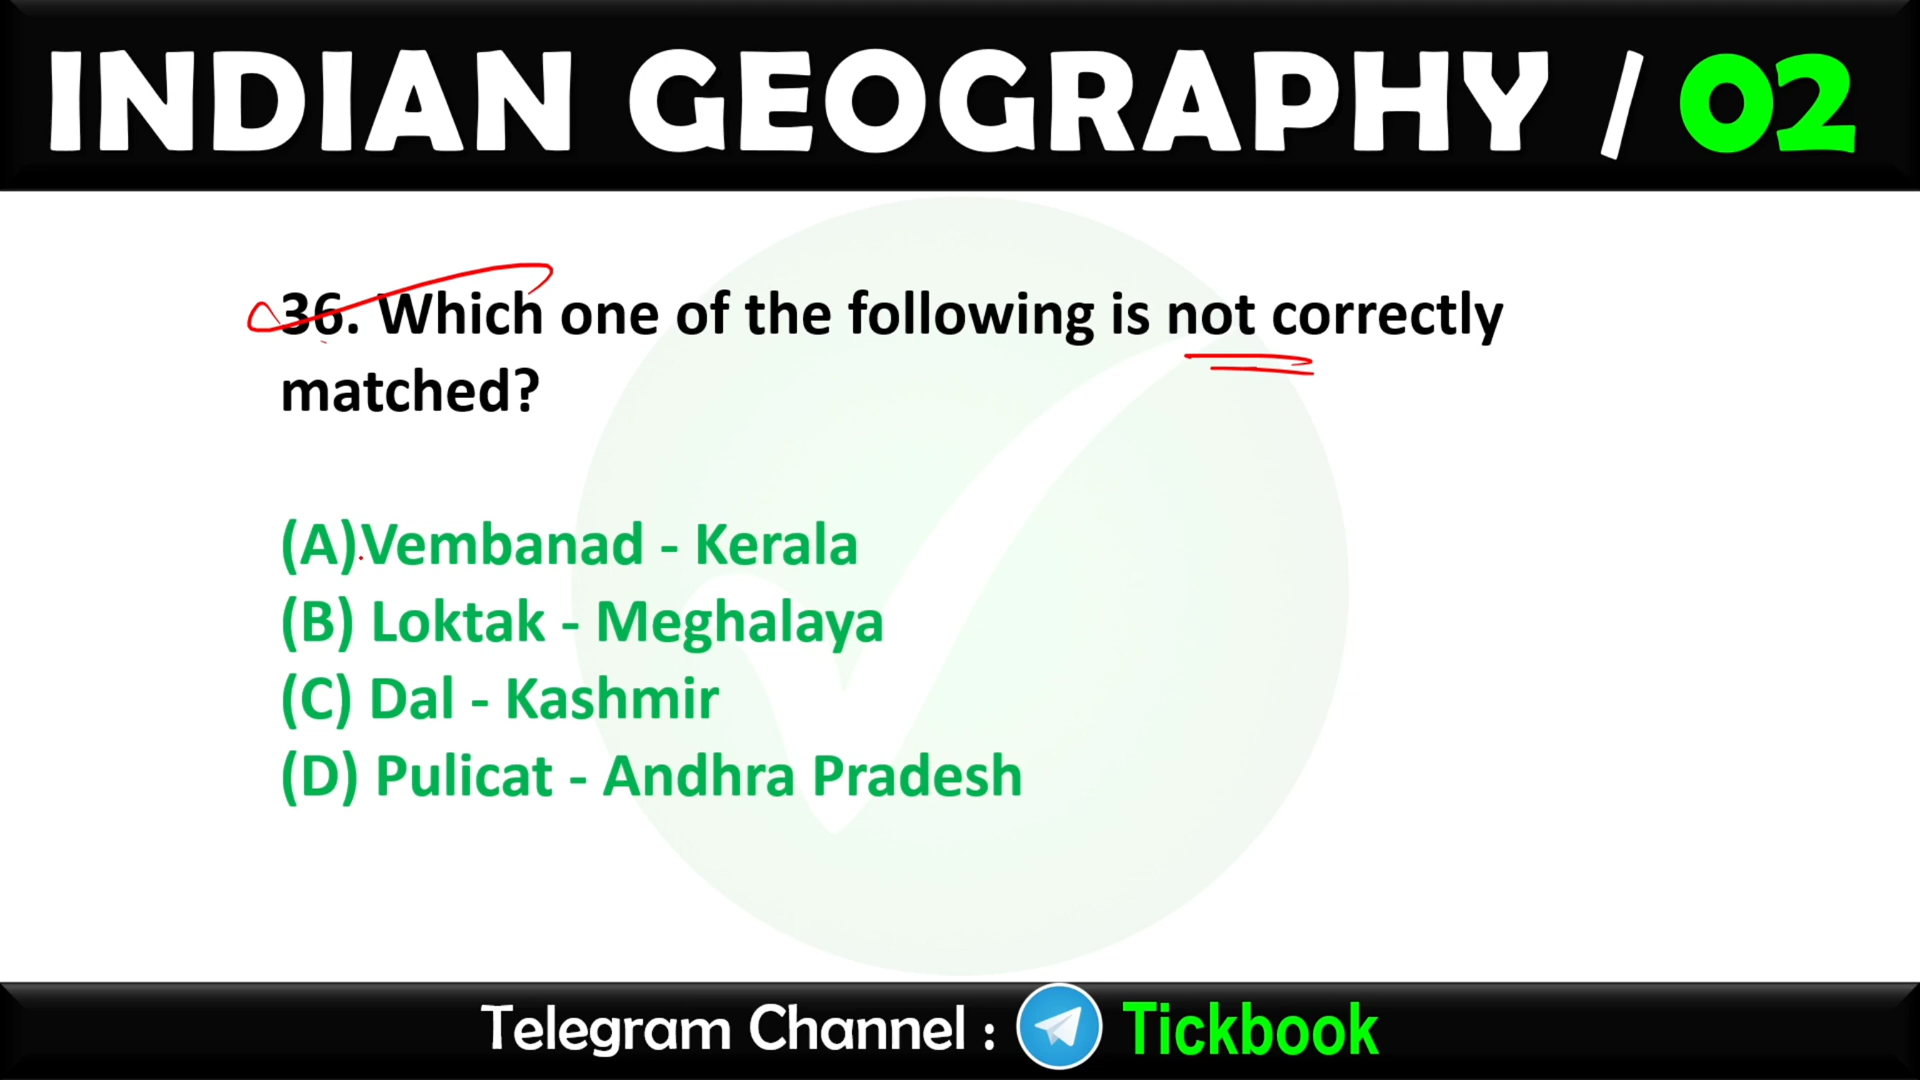 INDIAN GEOGRAPHY / 02
36. Which one of the following is not correctly
matched?
(A)Vembanad - Kerala
(B) Loktak - Meghalaya
(C) Dal - Kashmir
(D) Pulicat - Andhra Pradesh
Telegram Channel : Tickbook